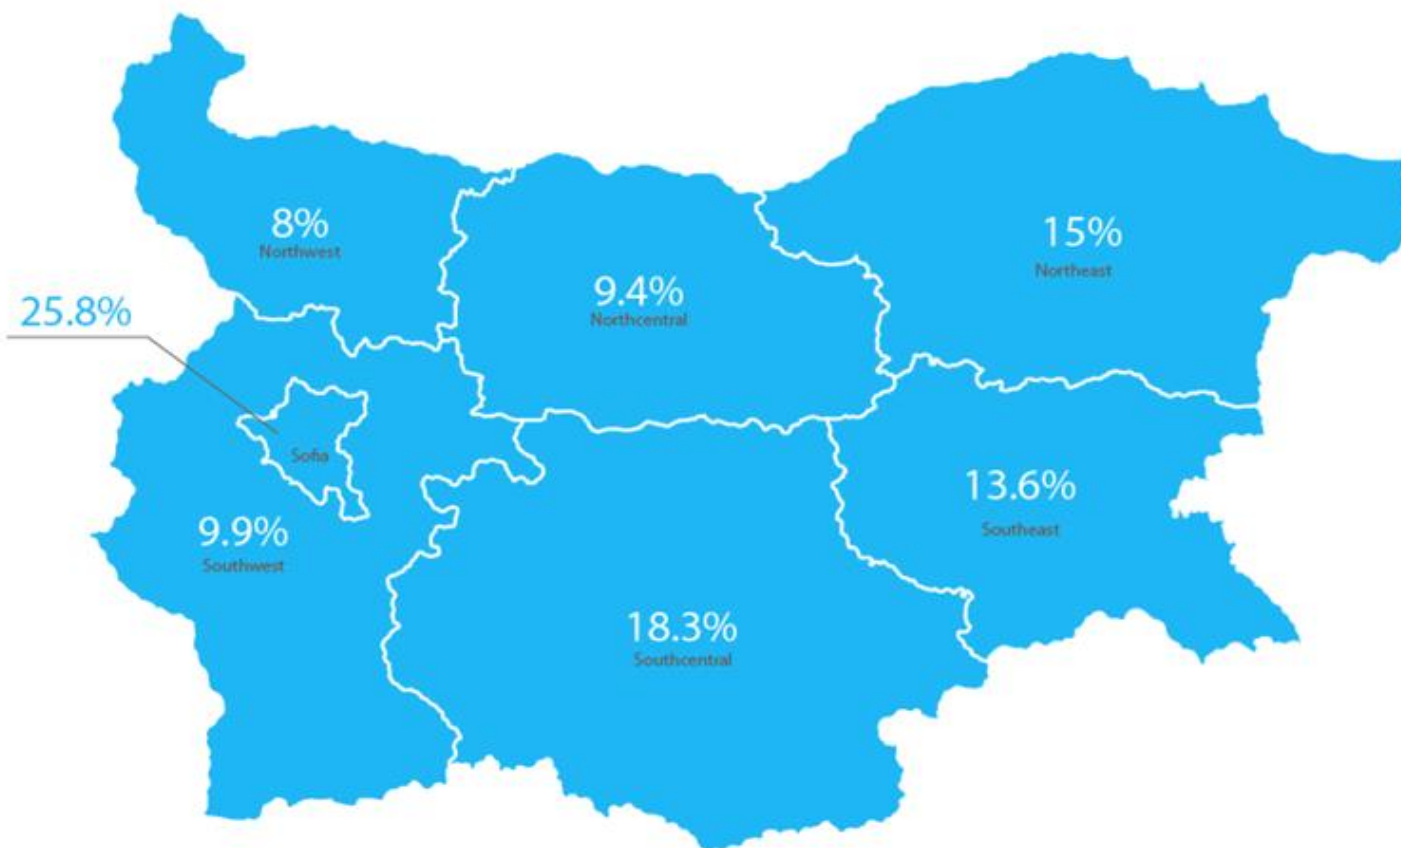 8%
Northwest
15%
Northeast
9.4%
Northcentral
25.8%
Sofia
13.6%
Southeast
9.9%
Southwest
18.3%
Southcentral